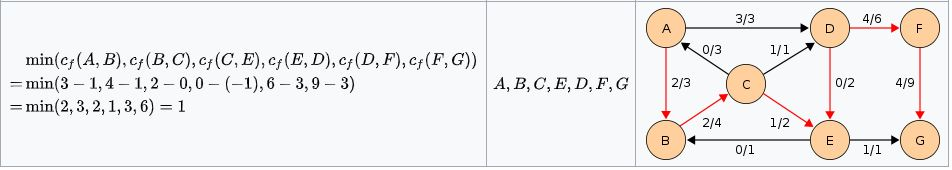 min(c_f(A, B), c_f(B, C), c_f(C, E), c_f(E, D), c_f(D, F), c_f(F, G))
= min(3 − 1, 4 − 1, 2 − 0, 0 − (−1), 6 − 3, 9 − 3)
= min(2, 3, 2, 1, 3, 6) = 1
A, B, C, E, D, F, G
A
3/3
D
4/6
F
0/3
1/1
2/3
C
0/2
4/9
2/4
1/2
B
0/1
E
1/1
G